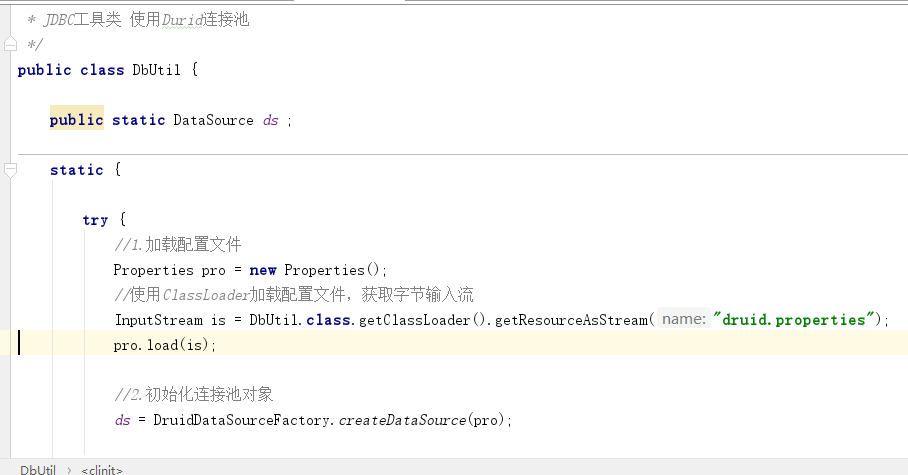 * JDBC工具类 使用Durid连接池
*/
public class DbUtil {
public static DataSource ds ;
static {
try {
//1.加载配置文件
Properties pro = new Properties();
//使用ClassLoader加载配置文件，获取字节输入流
InputStream is = DbUtil.class.getClassLoader().getResourceAsStream( name: "druid.properties");
pro.load(is);
//2.初始化连接池对象
ds = DruidDataSourceFactory.createDataSource(pro);
DbUtil › <clinit>